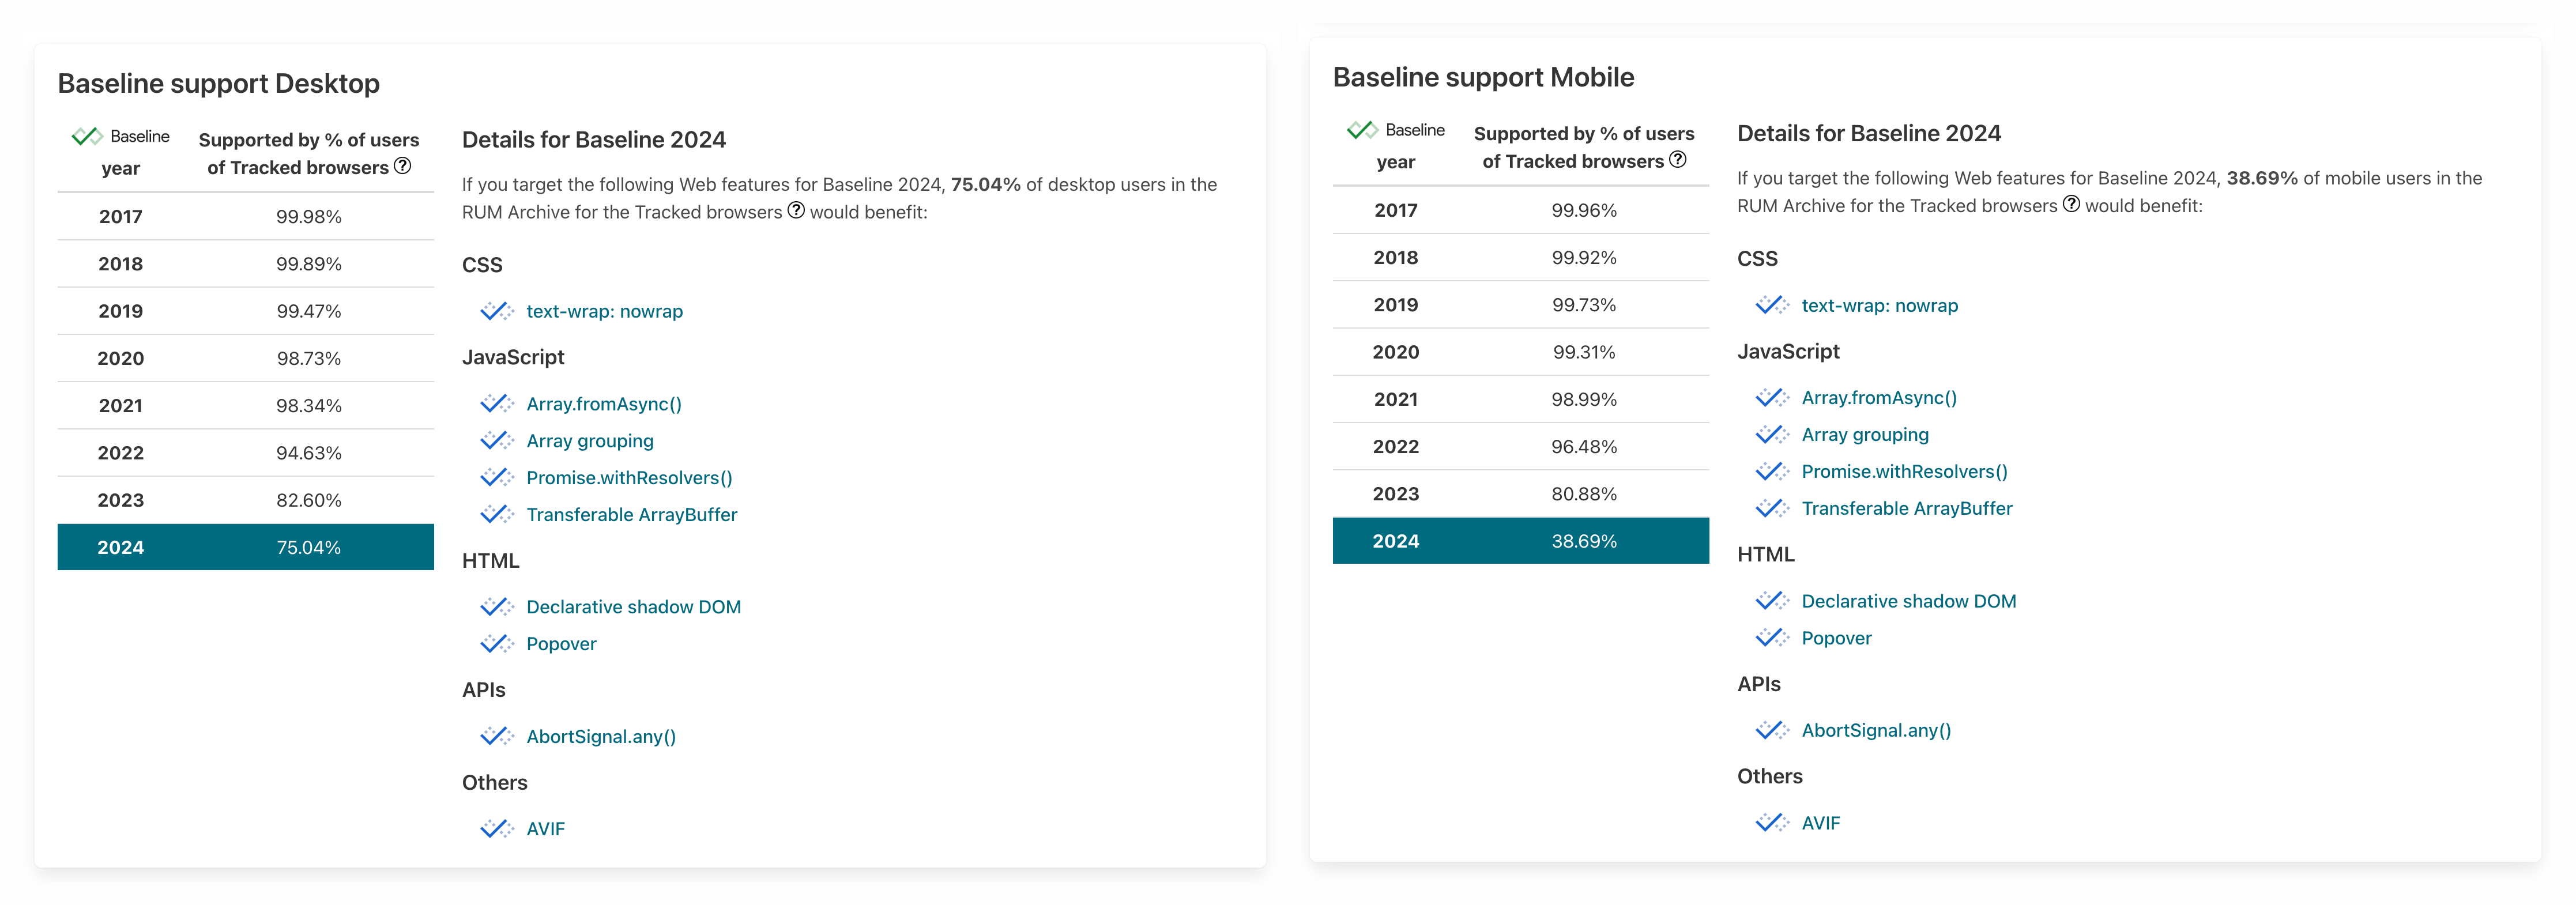 Baseline support Desktop
Baseline
year
Supported by % of users
of Tracked browsers ?
2017 99.98%
2018 99.89%
2019 99.47%
2020 98.73%
2021 98.34%
2022 94.63%
2023 82.60%
2024 75.04%
Details for Baseline 2024
If you target the following Web features for Baseline 2024, 75.04% of desktop users in the
RUM Archive for the Tracked browsers ? would benefit:
CSS
text-wrap: nowrap
JavaScript
Array.fromAsync()
Array grouping
Promise.withResolvers()
Transferable ArrayBuffer
HTML
Declarative shadow DOM
Popover
APIs
AbortSignal.any()
Others
AVIF
Baseline support Mobile
Baseline
year
Supported by % of users
of Tracked browsers ?
2017 99.96%
2018 99.92%
2019 99.73%
2020 99.31%
2021 98.99%
2022 96.48%
2023 80.88%
2024 38.69%
Details for Baseline 2024
If you target the following Web features for Baseline 2024, 38.69% of mobile users in the
RUM Archive for the Tracked browsers ? would benefit:
CSS
text-wrap: nowrap
JavaScript
Array.fromAsync()
Array grouping
Promise.withResolvers()
Transferable ArrayBuffer
HTML
Declarative shadow DOM
Popover
APIs
AbortSignal.any()
Others
AVIF